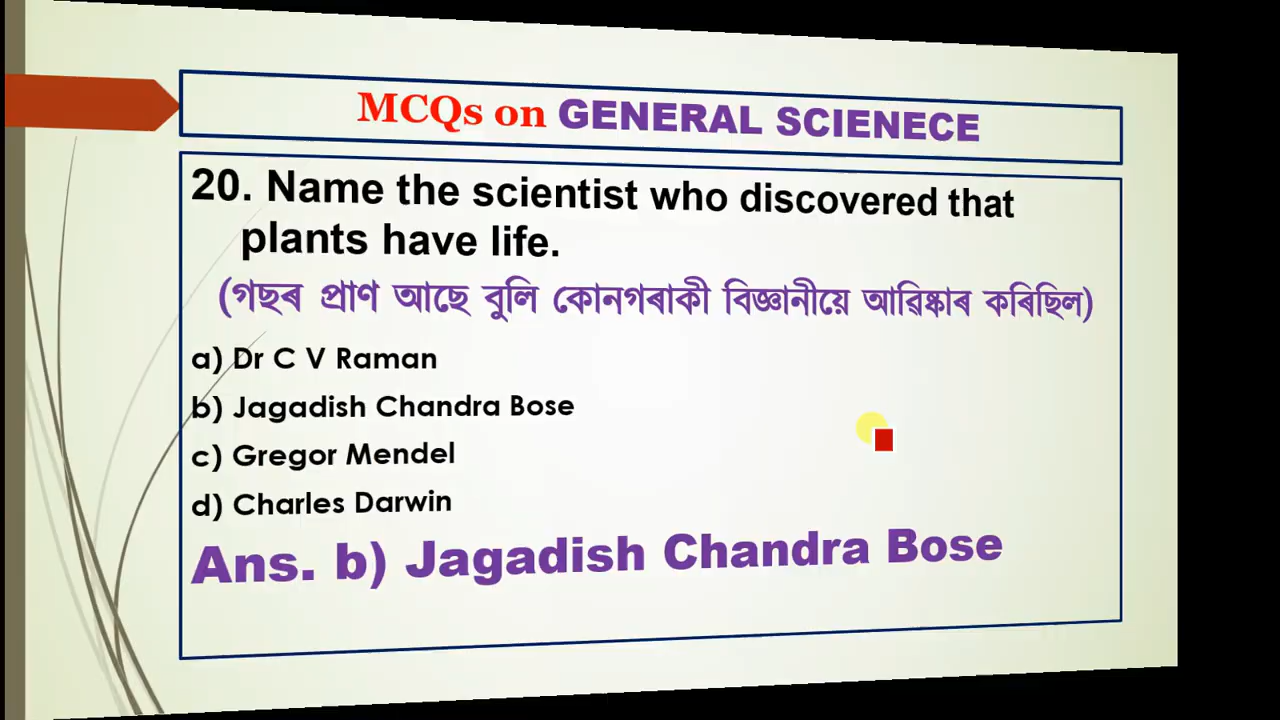 MCQs on GENERAL SCIENECE
20. Name the scientist who discovered that
plants have life.
(গছৰ প্ৰাণ আছে বুলি কোনগৰাকী বিজ্ঞানীয়ে আৱিষ্কাৰ কৰিছিল)
a) Dr C V Raman
b) Jagadish Chandra Bose
c) Gregor Mendel
d) Charles Darwin
Ans. b) Jagadish Chandra Bose